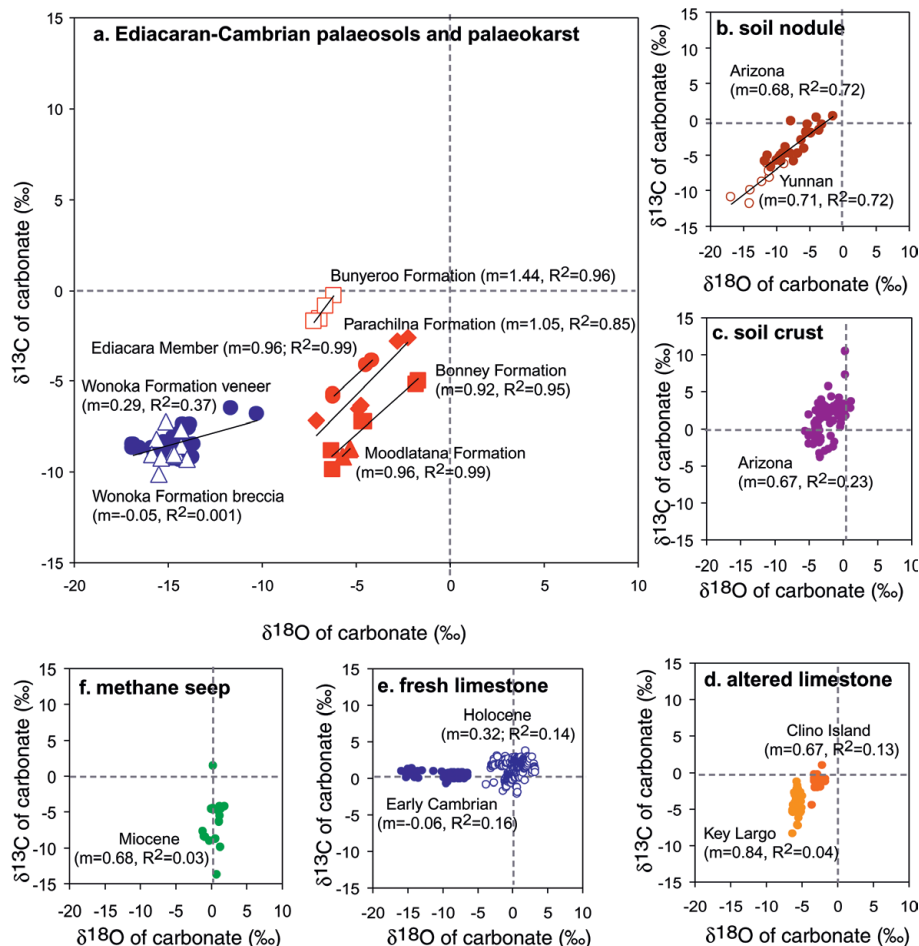 a. Ediacaran-Cambrian palaeosols and palaeokarst
15
10
5
0
-5
-10
-15
δ13C of carbonate (‰)
Bunyeroo Formation (m=1.44, R2=0.96)
Parachilna Formation (m=1.05, R2=0.85)
Ediacara Member (m=0.96; R2=0.99)
Wonoka Formation veneer
(m=0.29, R2=0.37)
Bonney Formation
(m=0.92, R2=0.95)
Moodlatana Formation
(m=0.96, R2=0.99)
Wonoka Formation breccia
(m=-0.05, R2=0.001)
-20
-15
-10
-5
0
5
10
δ18O of carbonate (‰)
b. soil nodule
15
10
5
0
-5
-10
-15
δ13C of carbonate (‰)
Arizona
(m=0.68, R2=0.72)
Yunnan
(m=0.71, R2=0.72)
-20
-15
-10
-5
0
5
10
δ18O of carbonate (‰)
c. soil crust
15
10
5
0
-5
-10
-15
δ13C of carbonate (‰)
Arizona
(m=0.67, R2=0.23)
-20
-15
-10
-5
0
5
10
δ18O of carbonate (‰)
f. methane seep
15
10
5
0
-5
-10
-15
δ13C of carbonate (‰)
Miocene
(m=0.68, R2=0.03)
-20
-15
-10
-5
0
5
10
δ18O of carbonate (‰)
e. fresh limestone
15
10
5
0
-5
-10
-15
δ13C of carbonate (‰)
Holocene
(m=0.32; R2=0.14)
Early Cambrian
(m=-0.06, R2=0.16)
-20
-15
-10
-5
0
5
10
δ18O of carbonate (‰)
d. altered limestone
15
10
5
0
-5
-10
-15
δ13C of carbonate (‰)
Clino Island
(m=0.67, R2=0.13)
Key Largo
(m=0.84, R2=0.04)
-20
-15
-10
-5
0
5
10
δ18O of carbonate (‰)